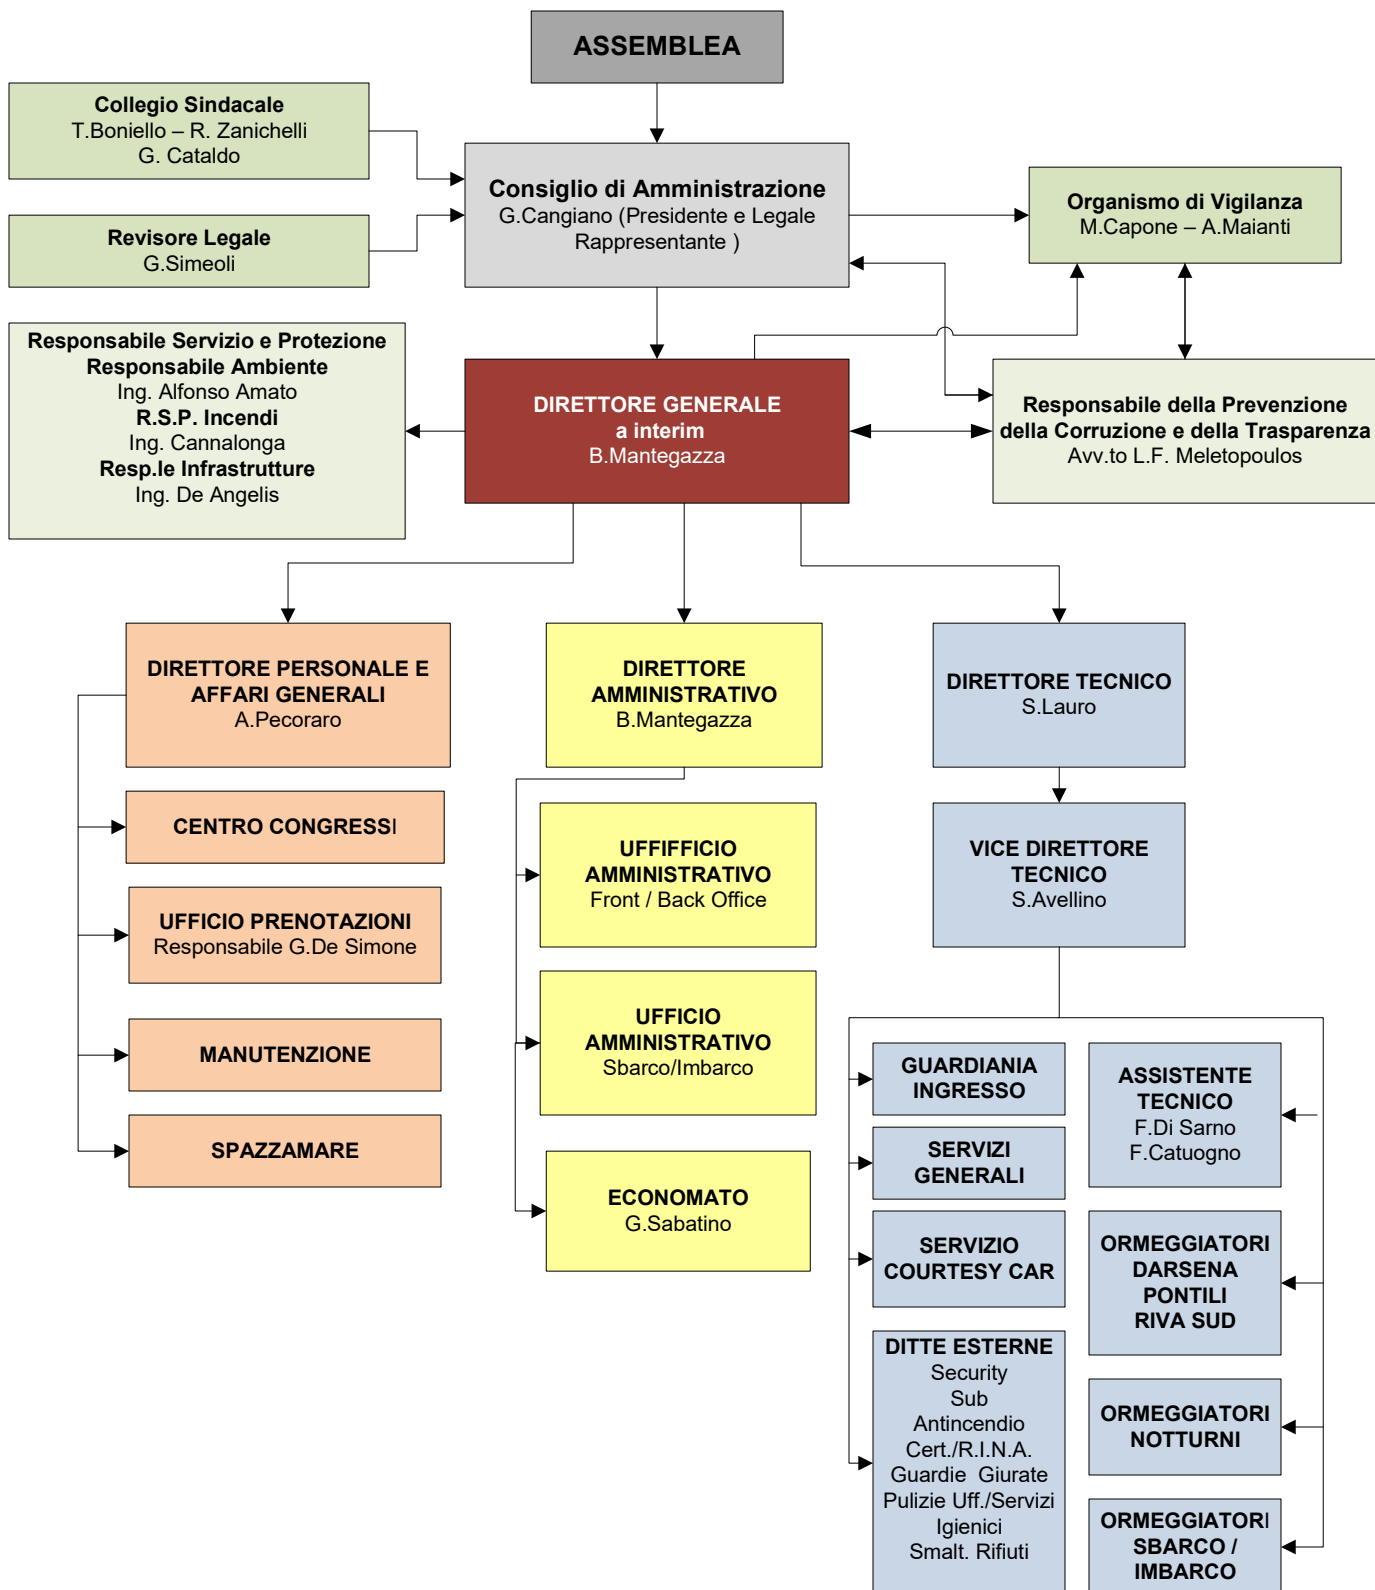 ASSEMBLEA
Collegio Sindacale
T.Boniello – R. Zanichelli
G. Cataldo
Revisore Legale
G.Simeoli
Consiglio di Amministrazione
G.Cangiano (Presidente e Legale
Rappresentante )
Organismo di Vigilanza
M.Capone – A.Maianti
Responsabile Servizio e Protezione
Responsabile Ambiente
Ing. Alfonso Amato
R.S.P. Incendi
Ing. Cannalonga
Resp.le Infrastrutture
Ing. De Angelis
DIRETTORE GENERALE
a interim
B.Mantegazza
Responsabile della Prevenzione
della Corruzione e della Trasparenza
Avv.to L.F. Meletopoulos
DIRETTORE PERSONALE E
AFFARI GENERALI
A.Pecoraro
CENTRO CONGRESSI
UFFICIO PRENOTAZIONI
Responsabile G.De Simone
MANUTENZIONE
SPAZZAMARE
DIRETTORE
AMMINISTRATIVO
B.Mantegazza
UFFIFFICIO
AMMINISTRATIVO
Front / Back Office
UFFICIO
AMMINISTRATIVO
Sbarco/Imbarco
ECONOMATO
G.Sabatino
DIRETTORE TECNICO
S.Lauro
VICE DIRETTORE
TECNICO
S.Avellino
GUARDIANIA
INGRESSO
SERVIZI
GENERALI
SERVIZIO
COURTESY CAR
DITTE ESTERNE
Security
Sub
Antincendio
Cert./R.I.N.A.
Guardie Giurate
Pulizie Uff./Servizi
Igienici
Smalt. Rifiuti
ASSISTENTE
TECNICO
F.Di Sarno
F.Catuogno
ORMEGGIATORI
DARSENA
PONTILI
RIVA SUD
ORMEGGIATORI
NOTTURNI
ORMEGGIATORI
SBARCO /
IMBARCO